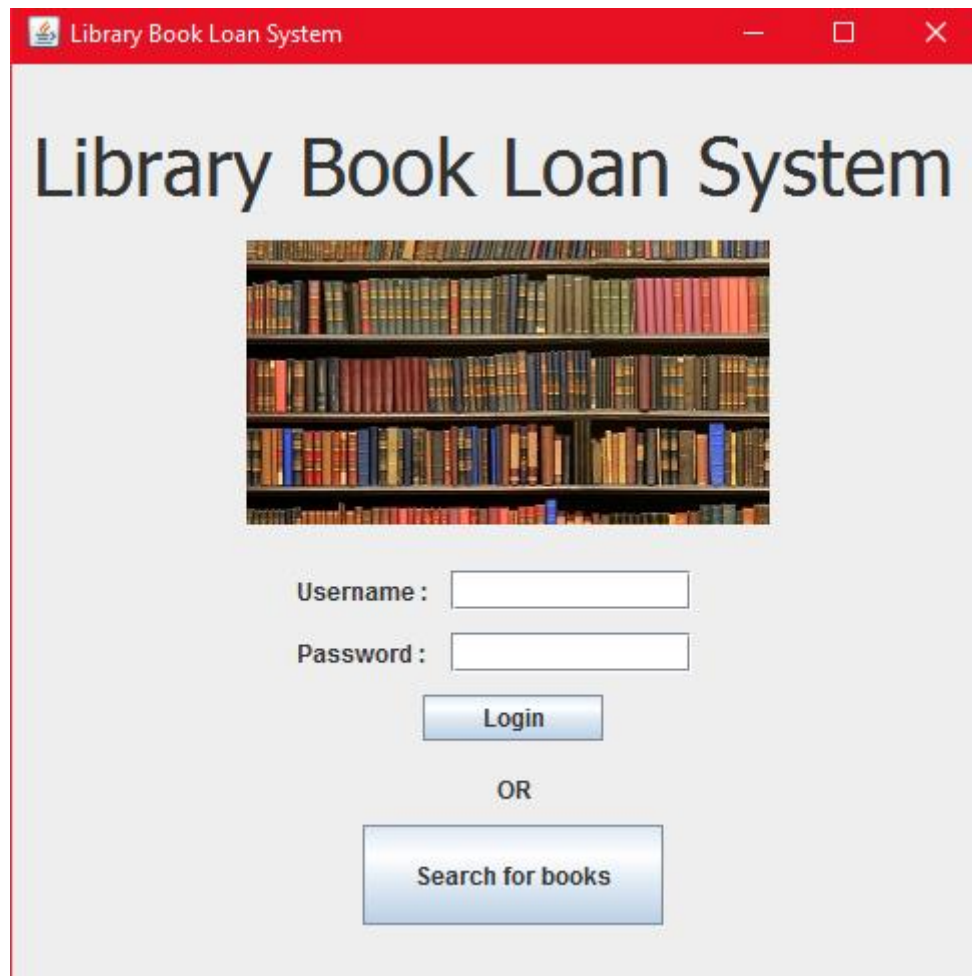 Library Book Loan System
Library Book Loan System
Username :
Password :
Login
OR
Search for books